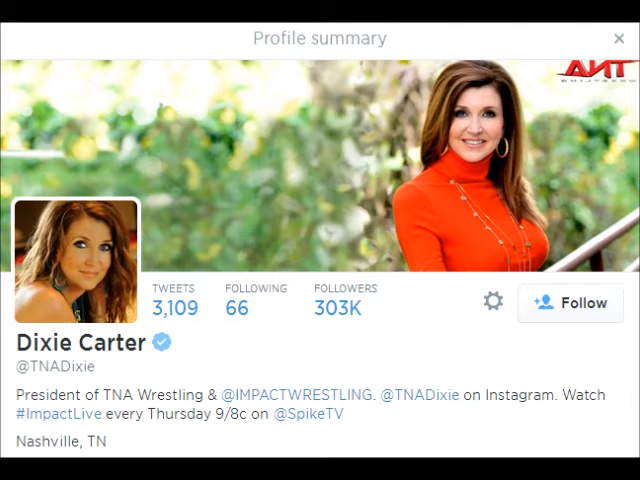 Profile summary ×
TNA
TWEETS FOLLOWING FOLLOWERS
3,109 66 303K
Follow
Dixie Carter
@TNADixie
President of TNA Wrestling & @IMPACTWRESTLING. @TNADixie on Instagram. Watch
#ImpactLive every Thursday 9/8c on @SpikeTV
Nashville, TN